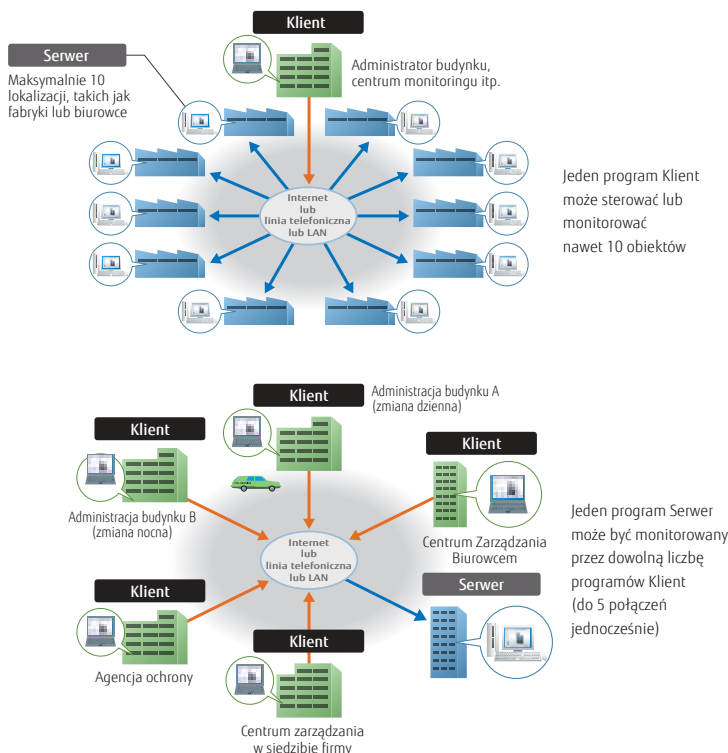 Klient
Administrator budynku,
centrum monitoringu itp.
Serwer
Maksymalnie 10
lokalizacji, takich jak
fabryki lub biurowce
Internet
lub
linia telefoniczna
lub LAN
Jeden program Klient
może sterować lub
monitorować
nawet 10 obiektów
Klient
Administracja budynku A
(zmiana dzienna)
Klient
Administracja budynku B
(zmiana nocna)
Klient
Centrum Zarządzania
Biurowcem
Internet
lub
linia telefoniczna
lub LAN
Klient
Agencja ochrony
Klient
Centrum zarządzania
w siedzibie firmy
Serwer
Jeden program Serwer
może być monitorowany
przez dowolną liczbę
programów Klient
(do 5 połączeń
jednocześnie)